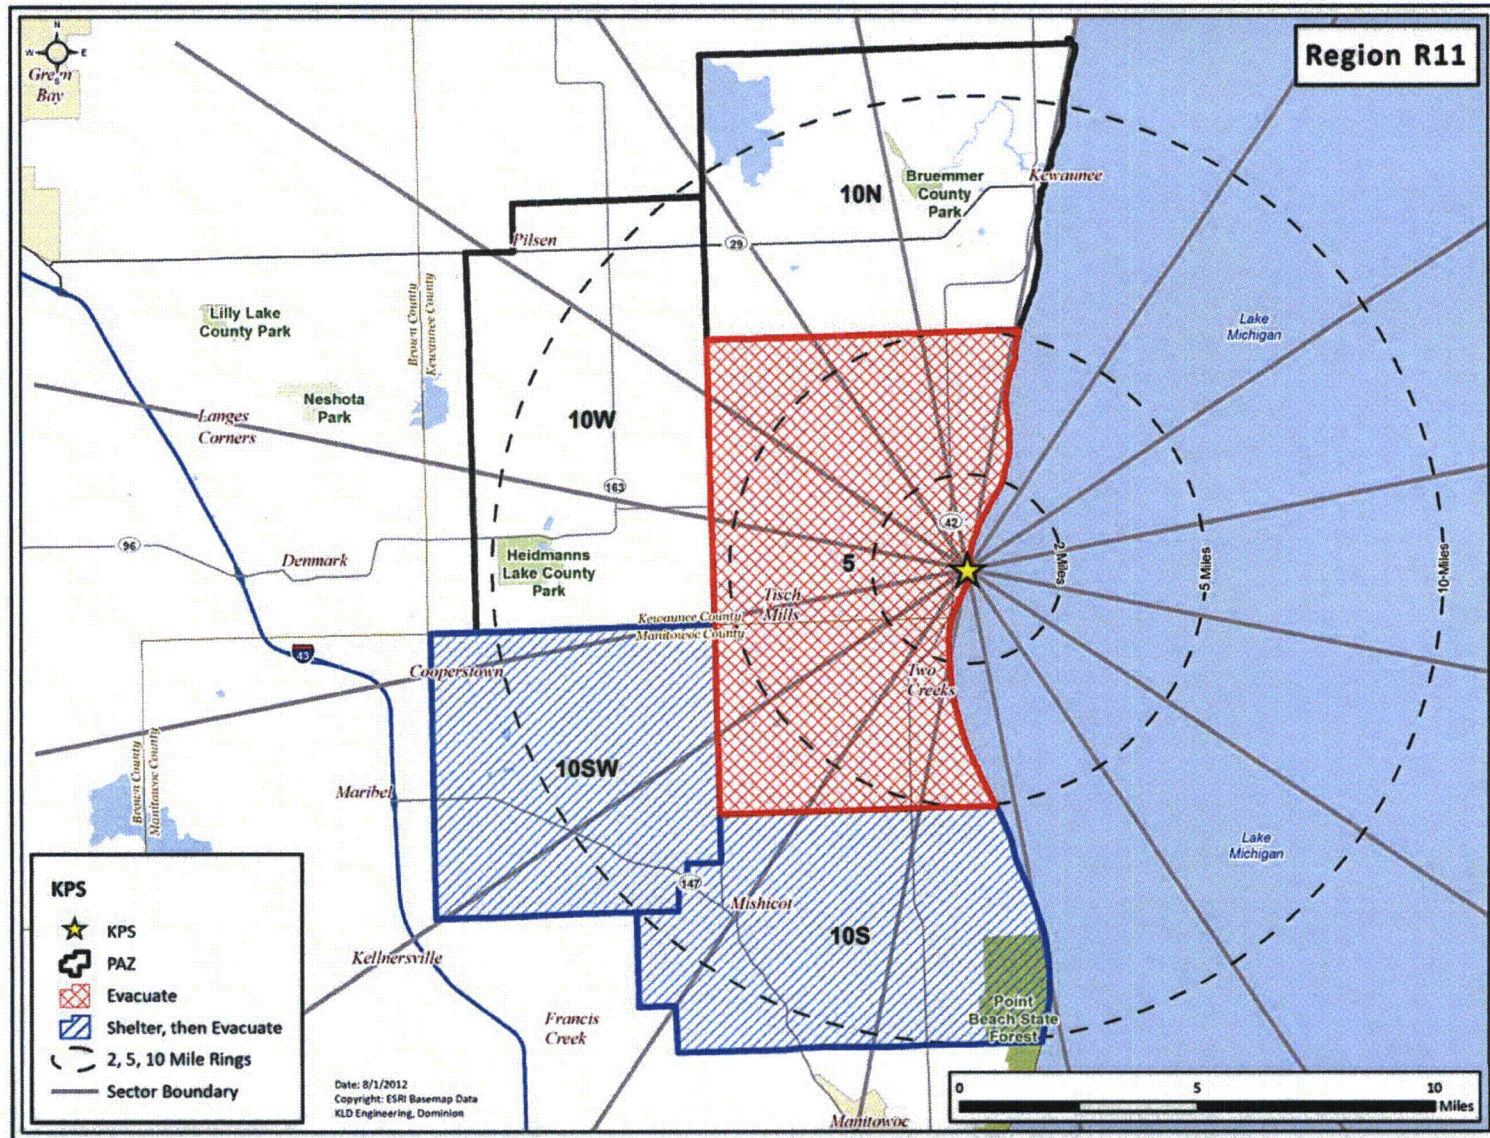 Region R11
N
W
E
S
Green
Bay
Bruemmer
County
Park
Kewaunee
10N
Pilsen
29
Lilly Lake
County Park
Brown County
Kewaunee County
Lake
Michigan
Neshota
Park
Langes
Corners
10W
163
42
96
Denmark
Heidmanns
Lake County
Park
5
2 Miles
5 Miles
10 Miles
Tisch
Mills
Kewaunee County
Manitowoc County
43
Cooperstown
Two
Creeks
Brown County
Manitowoc County
10SW
Maribel
Lake
Michigan
147
Mishicot
10S
Kellnersville
Francis
Creek
Point
Beach State
Forest
Manitowoc
KPS
KPS
PAZ
Evacuate
Shelter, then Evacuate
2, 5, 10 Mile Rings
Sector Boundary
Date: 8/1/2012
Copyright: ESRI Basemap Data
KLD Engineering, Dominion
0
5
10
Miles